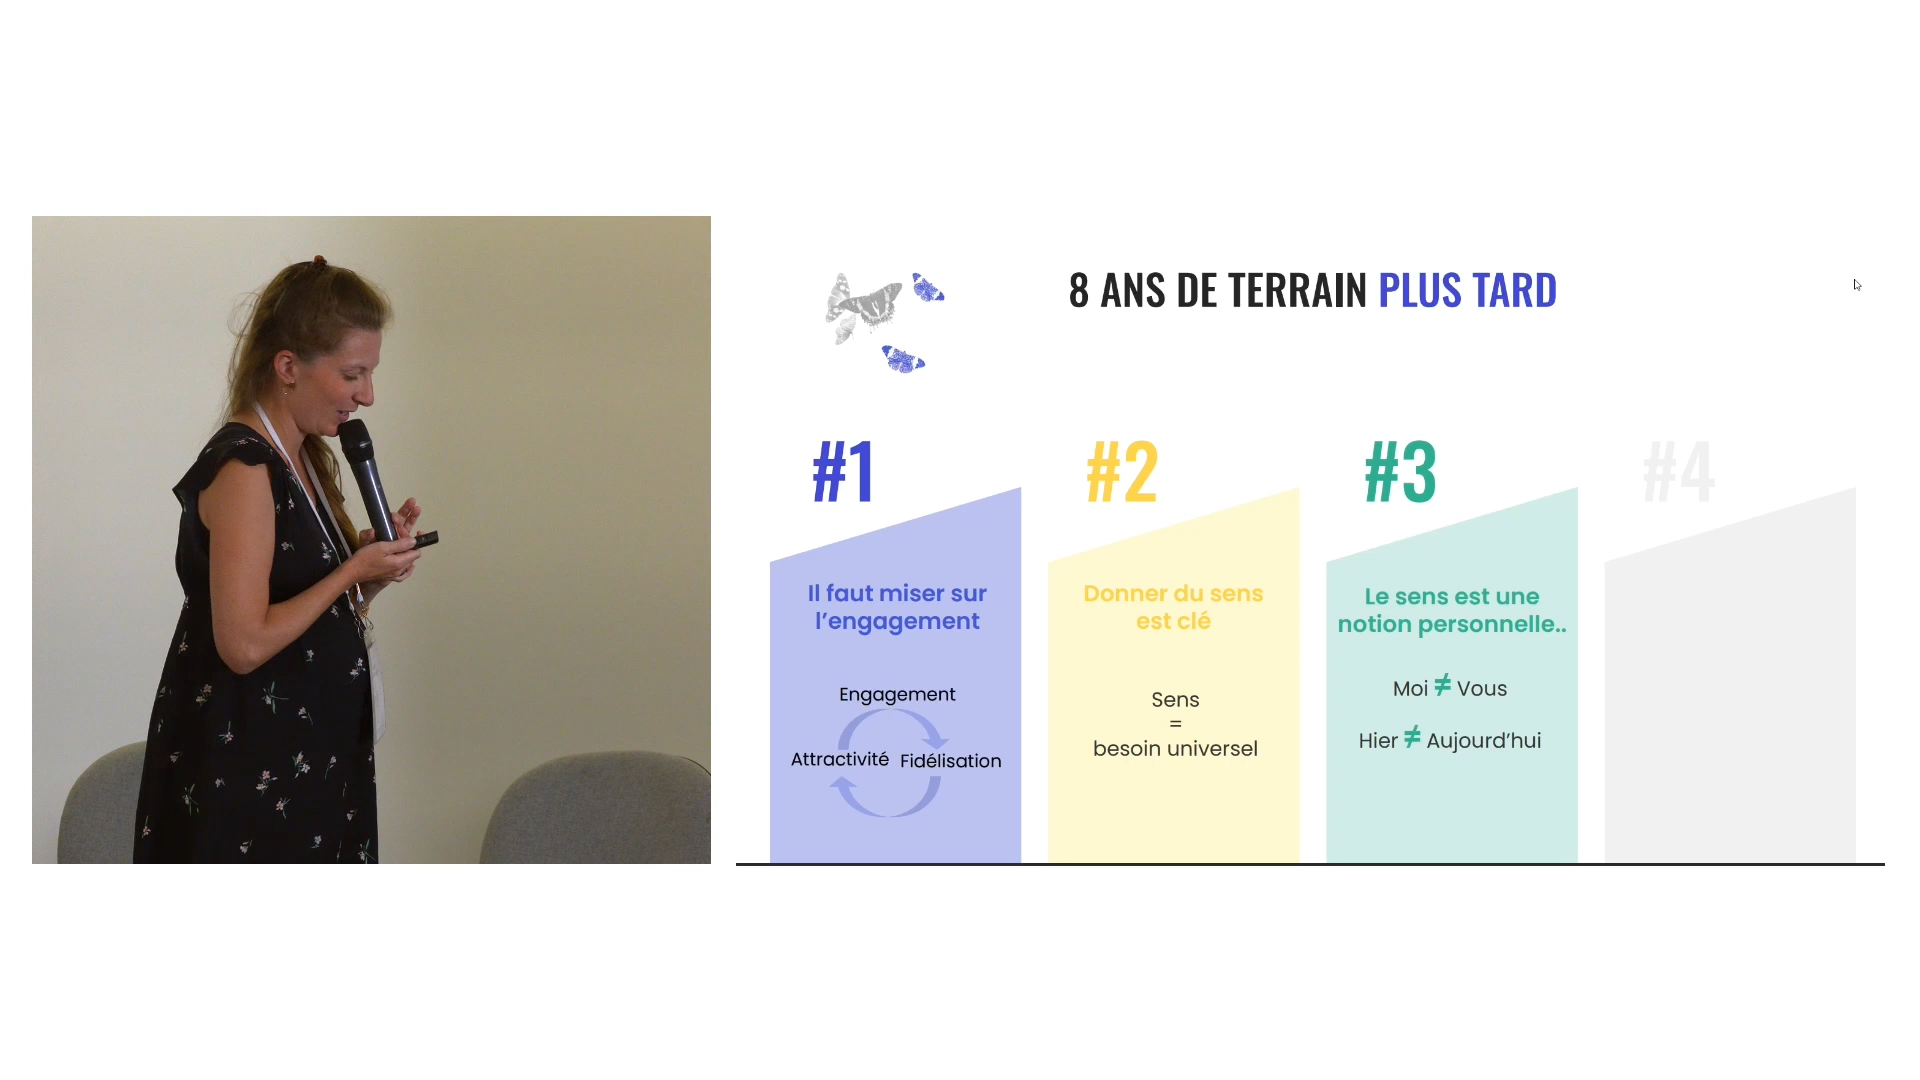 8 ANS DE TERRAIN PLUS TARD
#1
Il faut miser sur
l’engagement
Engagement
Attractivité
Fidélisation
#2
Donner du sens
est clé
Sens
=
besoin universel
#3
Le sens est une
notion personnelle..
Moi ≠ Vous
Hier ≠ Aujourd’hui
#4